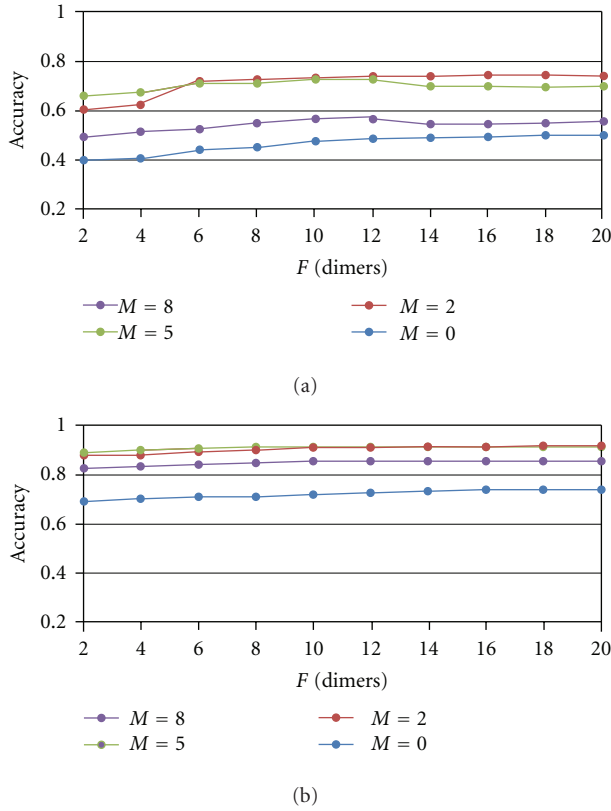 1
0.8
0.6
0.4
0.2
Accuracy
2 4 6 8 10 12 14 16 18 20
F (dimers)
M = 8 M = 2
M = 5 M = 0
(a)
1
0.8
0.6
0.4
0.2
Accuracy
2 4 6 8 10 12 14 16 18 20
F (dimers)
M = 8 M = 2
M = 5 M = 0
(b)